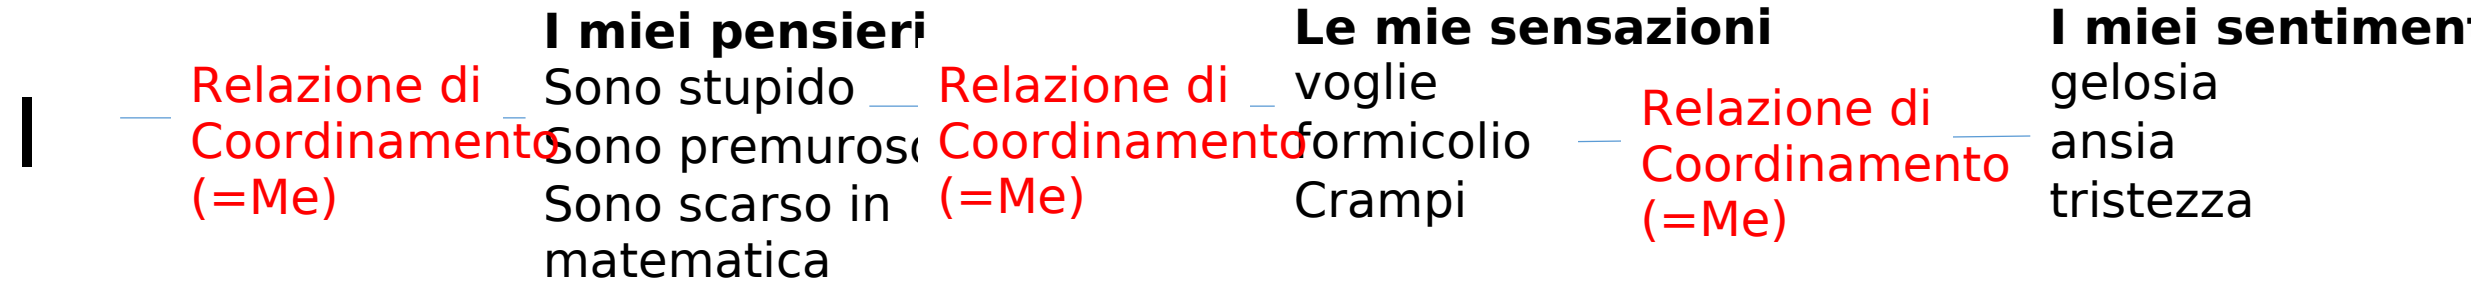 I
Relazione di
Coordinamento
(=Me)
I miei pensieri
Sono stupido
Sono premuroso
Sono scarso in
matematica
Relazione di
Coordinamento
(=Me)
Le mie sensazioni
voglie
formicolio
Crampi
Relazione di
Coordinamento
(=Me)
I miei sentiment
gelosia
ansia
tristezza